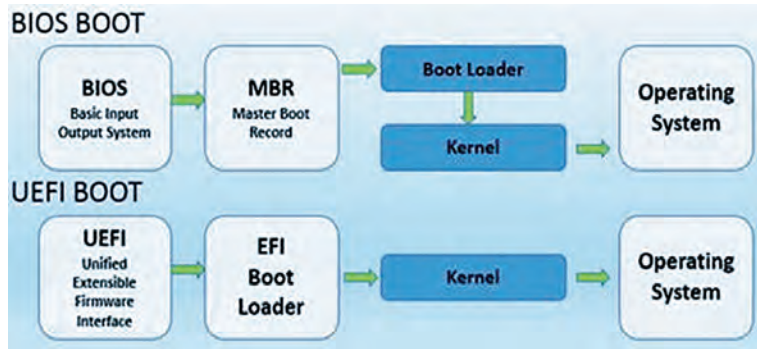 BIOS BOOT
BIOS
Basic Input
Output System
MBR
Master Boot
Record
Boot Loader
Kernel
Operating
System
UEFI BOOT
UEFI
Unified
Extensible
Firmware
Interface
EFI
Boot
Loader
Kernel
Operating
System